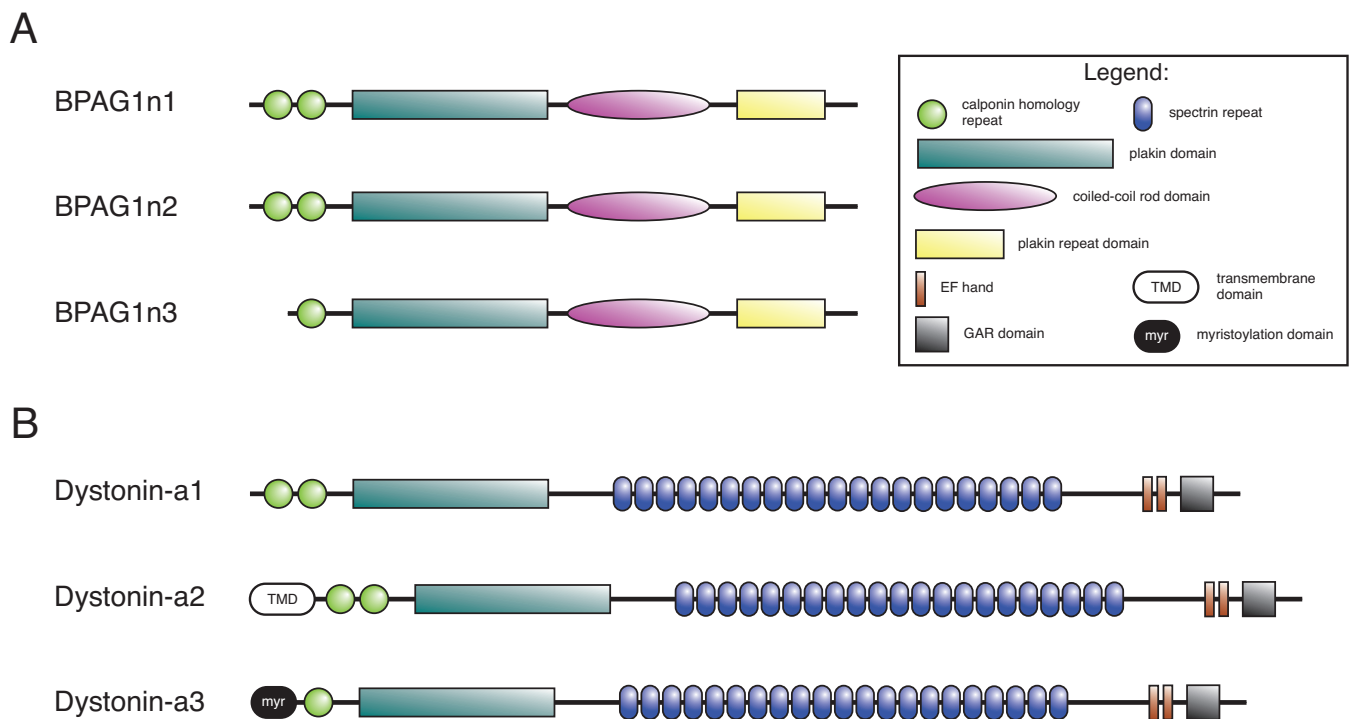 A
BPAG1n1
BPAG1n2
BPAG1n3
Legend:
calponin homology
repeat
spectrin repeat
plakin domain
coiled-coil rod domain
plakin repeat domain
EF hand
TMD
transmembrane
domain
GAR domain
myr
myristoylation domain
B
Dystonin-a1
Dystonin-a2
TMD
Dystonin-a3
myr